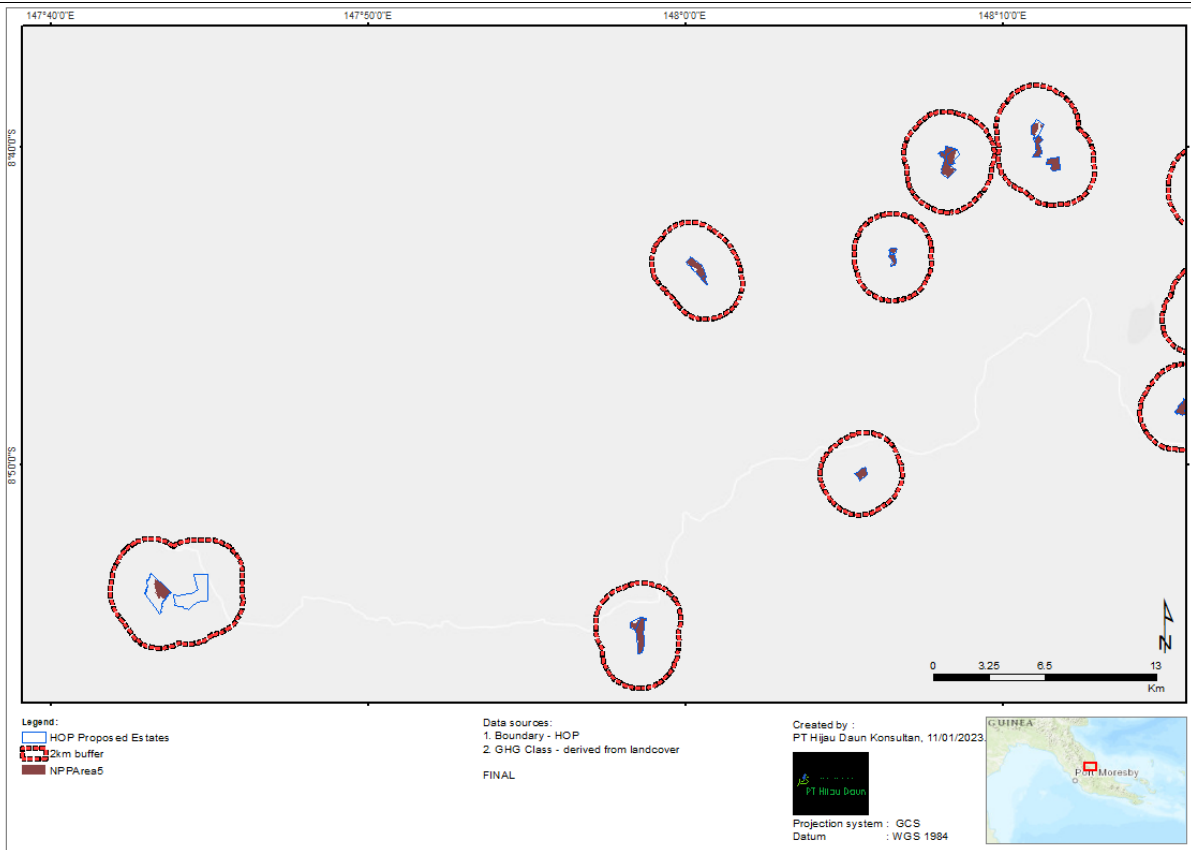 147°40'0"E 147°50'0"E 148°0'0"E 148°10'0"E
8°40'0"S
8°50'0"S
N
0 3.25 6.5 13
Km
Legend:
HOP Proposed Estates
2km buffer
NPPArea5
Data sources:
1. Boundary - HOP
2. GHG Class - derived from landcover
FINAL
Created by :
PT Hijau Daun Konsultan, 11/01/2023.
PT Hijau Daun
Projection system : GCS
Datum : WGS 1984
GUINEA
Port Moresby